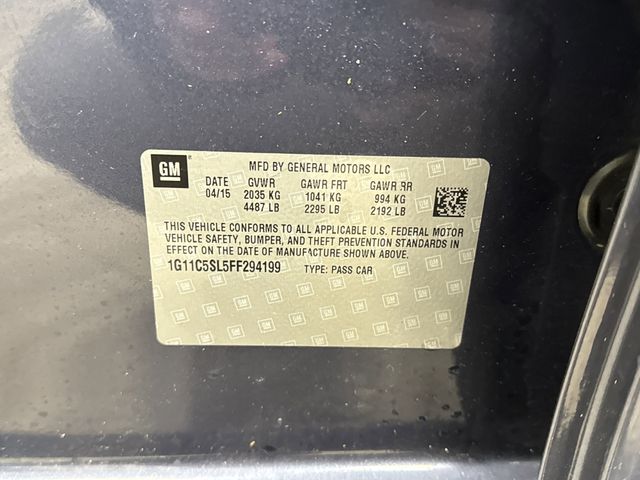 GM
MFD BY GENERAL MOTORS LLC
DATE GVWR GAWR FRT GAWR RR
04/15 2035 KG 1041 KG 994 KG
4487 LB 2295 LB 2192 LB
THIS VEHICLE CONFORMS TO ALL APPLICABLE U.S. FEDERAL MOTOR
VEHICLE SAFETY, BUMPER, AND THEFT PREVENTION STANDARDS IN
EFFECT ON THE DATE OF MANUFACTURE SHOWN ABOVE.
1G11C5SL5FF294199 TYPE: PASS CAR